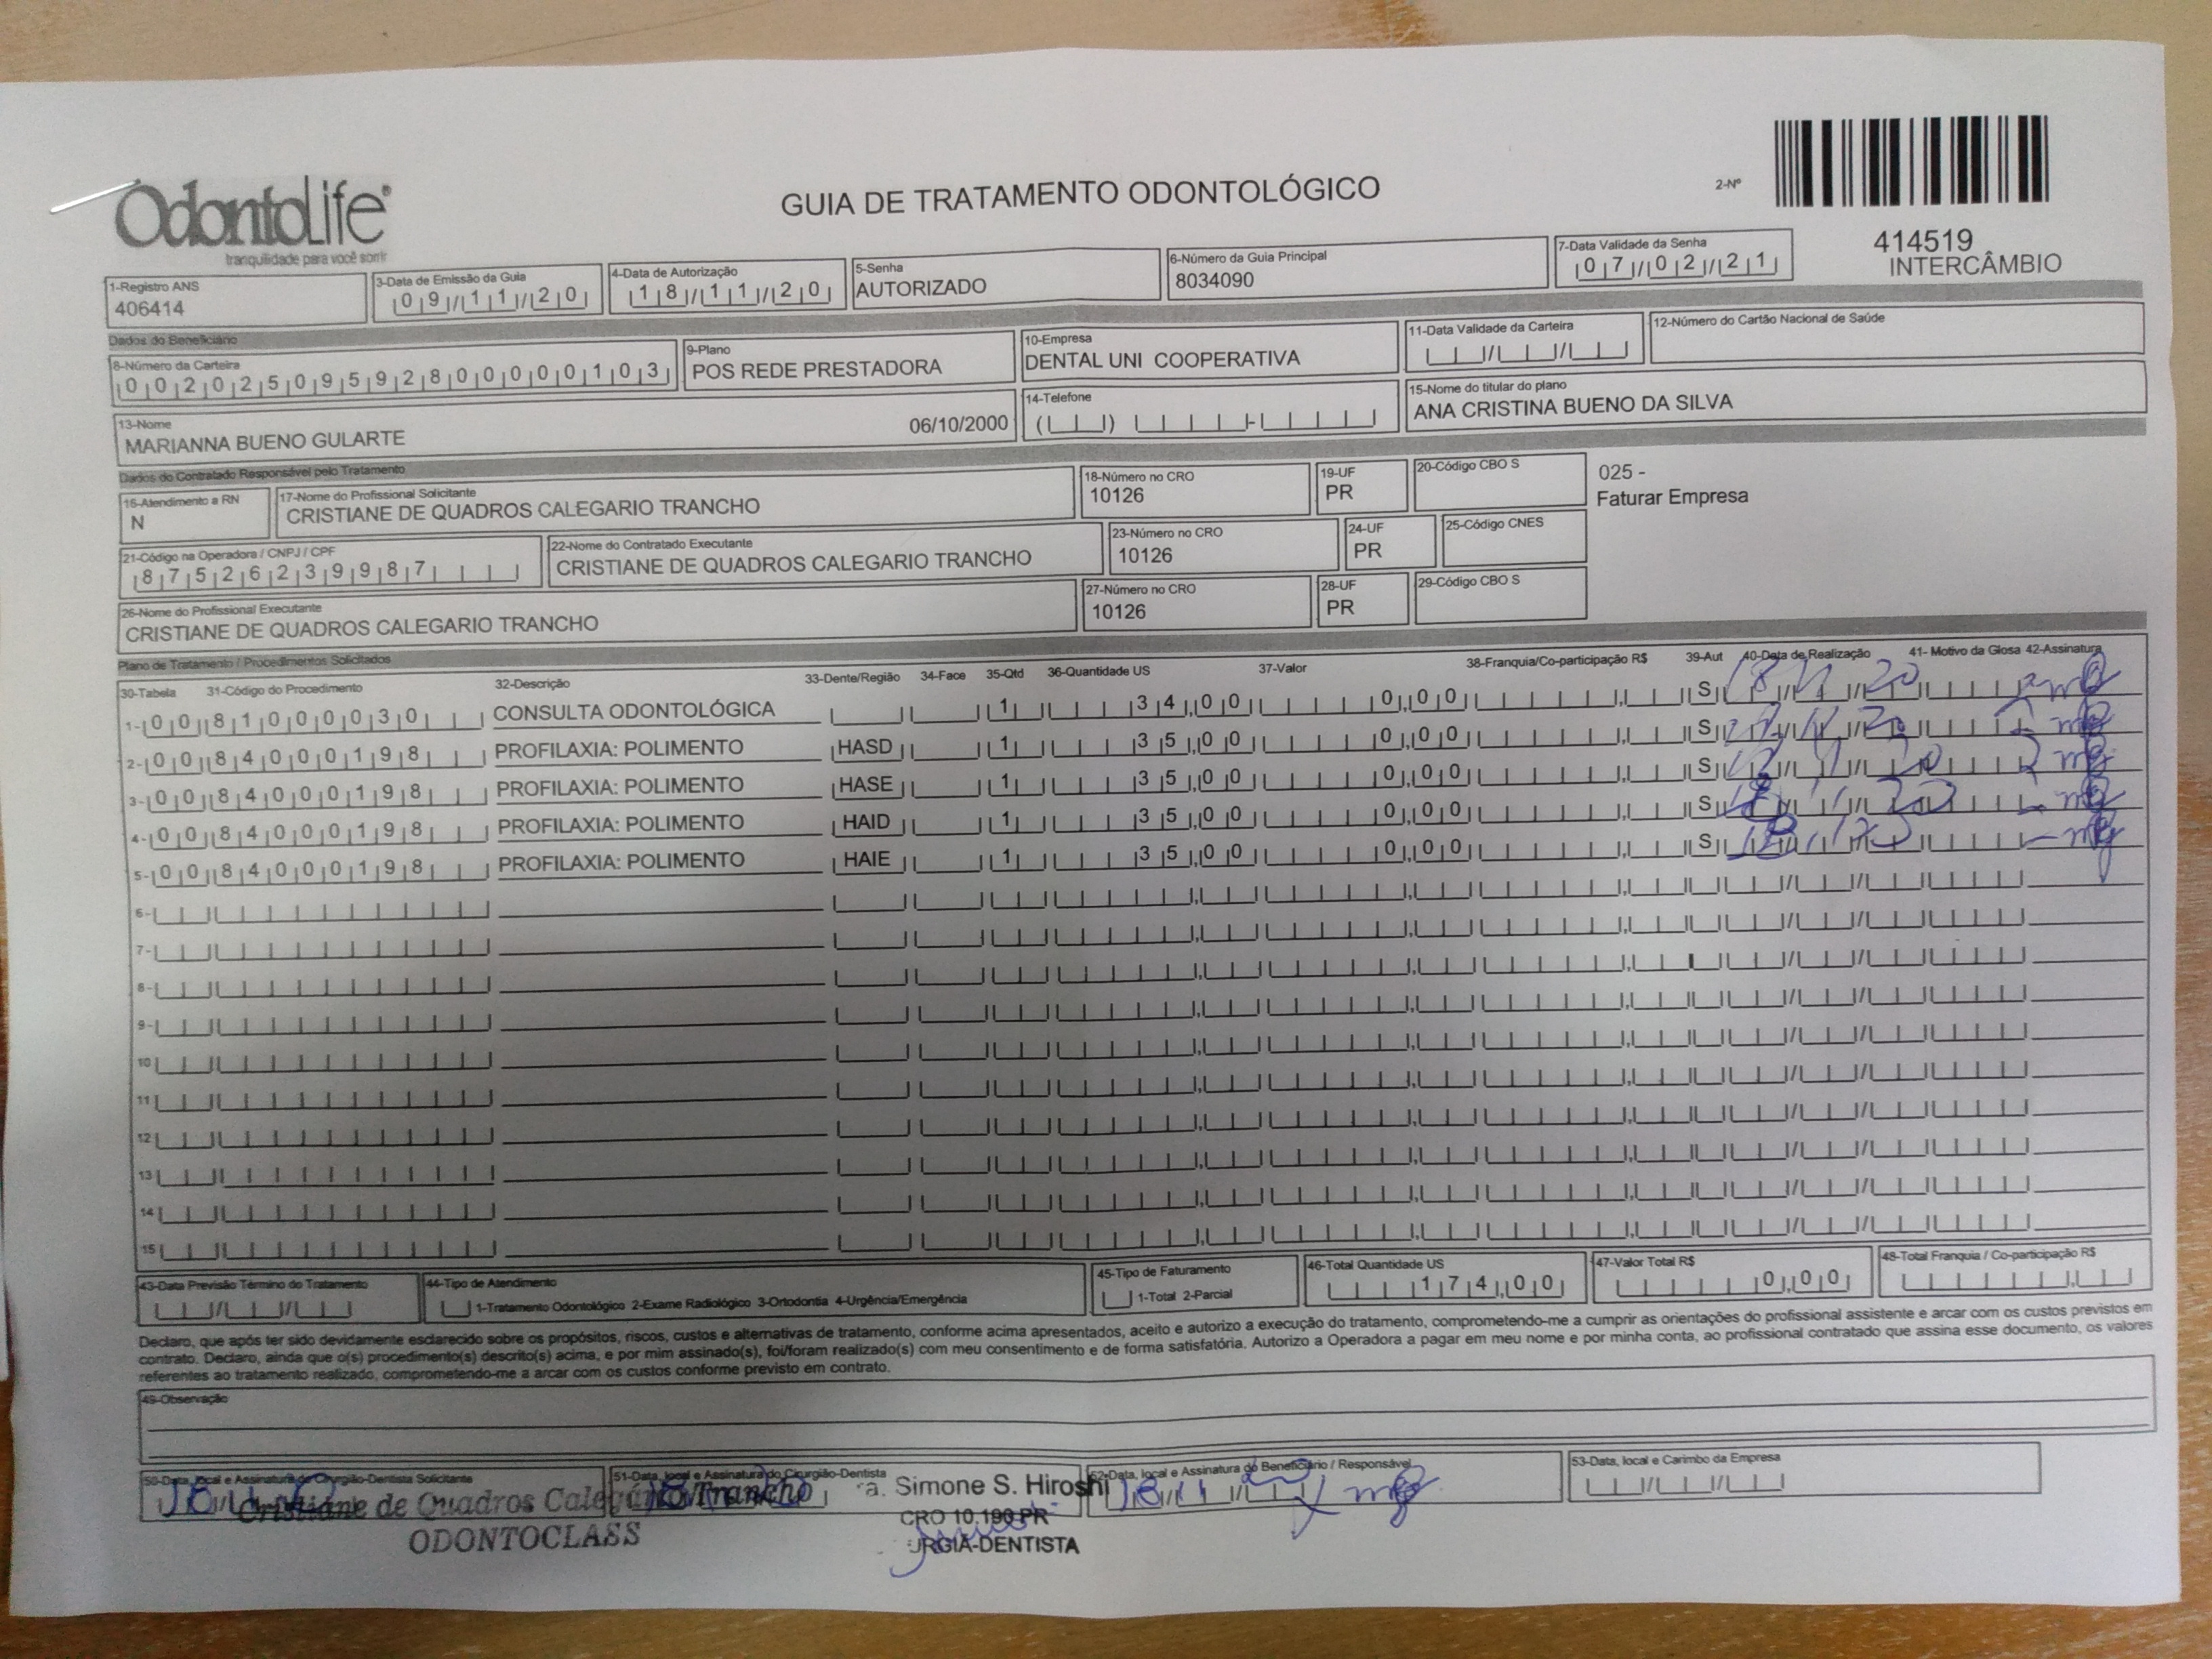 OdontoLife®
tranquilidade para você sorrir
GUIA DE TRATAMENTO ODONTOLÓGICO
2-Nº
414519
INTERCÂMBIO
1-Registro ANS
406414
3-Data de Emissão da Guia
09/11/20
4-Data de Autorização
18/11/20
5-Senha
AUTORIZADO
6-Número da Guia Principal
8034090
7-Data Validade da Senha
07/02/21
Dados do Beneficiário
8-Número da Carteira
00202509592800000103
9-Plano
POS REDE PRESTADORA
10-Empresa
DENTAL UNI COOPERATIVA
11-Data Validade da Carteira
12-Número do Cartão Nacional de Saúde
13-Nome
MARIANNA BUENO GULARTE 06/10/2000
14-Telefone
15-Nome do titular do plano
ANA CRISTINA BUENO DA SILVA
Dados do Contratado Responsável pelo Tratamento
16-Atendimento a RN
N
17-Nome do Profissional Solicitante
CRISTIANE DE QUADROS CALEGARIO TRANCHO
18-Número no CRO
10126
19-UF
PR
20-Código CBO S
025 -
Faturar Empresa
21-Código na Operadora / CNPJ / CPF
87526239987
22-Nome do Contratado Executante
CRISTIANE DE QUADROS CALEGARIO TRANCHO
23-Número no CRO
10126
24-UF
PR
25-Código CNES
26-Nome do Profissional Executante
CRISTIANE DE QUADROS CALEGARIO TRANCHO
27-Número no CRO
10126
28-UF
PR
29-Código CBO S
Plano de Tratamento / Procedimentos Solicitados
30-Tabela 31-Código do Procedimento 32-Descrição 33-Dente/Região 34-Face 35-Qtd 36-Quantidade US 37-Valor 38-Franquia/Co-participação R$ 39-Aut 40-Data de Realização 41- Motivo da Glosa 42-Assinatura
1- 00 81000030 CONSULTA ODONTOLÓGICA 1 34,00 0,00 S 18/11/20
2- 00 84000198 PROFILAXIA: POLIMENTO HASD 1 35,00 0,00 S
3- 00 84000198 PROFILAXIA: POLIMENTO HASE 1 35,00 0,00 S
4- 00 84000198 PROFILAXIA: POLIMENTO HAID 1 35,00 0,00 S
5- 00 84000198 PROFILAXIA: POLIMENTO HAIE 1 35,00 0,00 S
6-
7-
8-
9-
10
11
12
13
14
15
43-Data Previsão Término do Tratamento
44-Tipo de Atendimento
1-Tratamento Odontológico 2-Exame Radiológico 3-Ortodontia 4-Urgência/Emergência
45-Tipo de Faturamento
1-Total 2-Parcial
46-Total Quantidade US
174,00
47-Valor Total R$
0,00
48-Total Franquia / Co-participação R$
Declaro, que após ter sido devidamente esclarecido sobre os propósitos, riscos, custos e alternativas de tratamento, conforme acima apresentados, aceito e autorizo a execução do tratamento, comprometendo-me a cumprir as orientações do profissional assistente e arcar com os custos previstos em
contrato. Declaro, ainda que o(s) procedimento(s) descrito(s) acima, e por mim assinado(s), foi/foram realizado(s) com meu consentimento e de forma satisfatória. Autorizo a Operadora a pagar em meu nome e por minha conta, ao profissional contratado que assina esse documento, os valores
referentes ao tratamento realizado, comprometendo-me a arcar com os custos conforme previsto em contrato.
49-Observação
50-Data, local e Assinatura do Cirurgião-Dentista Solicitante
51-Data, local e Assinatura do Cirurgião-Dentista
52-Data, local e Assinatura do Beneficiário / Responsável
53-Data, local e Carimbo da Empresa
Cristiane de Quadros Calegário Trancho
ODONTOCLASS
ra. Simone S. Hiroshi
CRO 10.190 PR
URGIÃ-DENTISTA